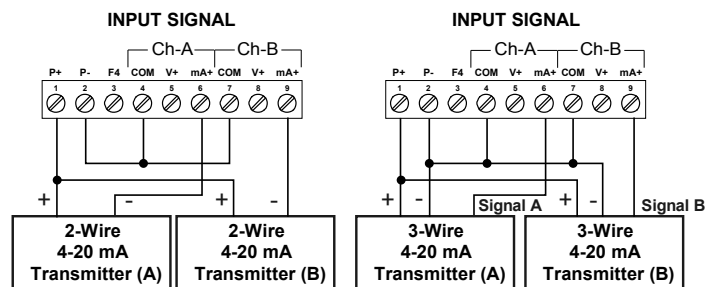 INPUT SIGNAL
Ch-A Ch-B
P+ P- F4 COM V+ mA+ COM V+ mA+
1 2 3 4 5 6 7 8 9
+ - + -
2-Wire
4-20 mA
Transmitter (A)
2-Wire
4-20 mA
Transmitter (B)
INPUT SIGNAL
Ch-A Ch-B
P+ P- F4 COM V+ mA+ COM V+ mA+
1 2 3 4 5 6 7 8 9
+ - Signal A + - Signal B
3-Wire
4-20 mA
Transmitter (A)
3-Wire
4-20 mA
Transmitter (B)